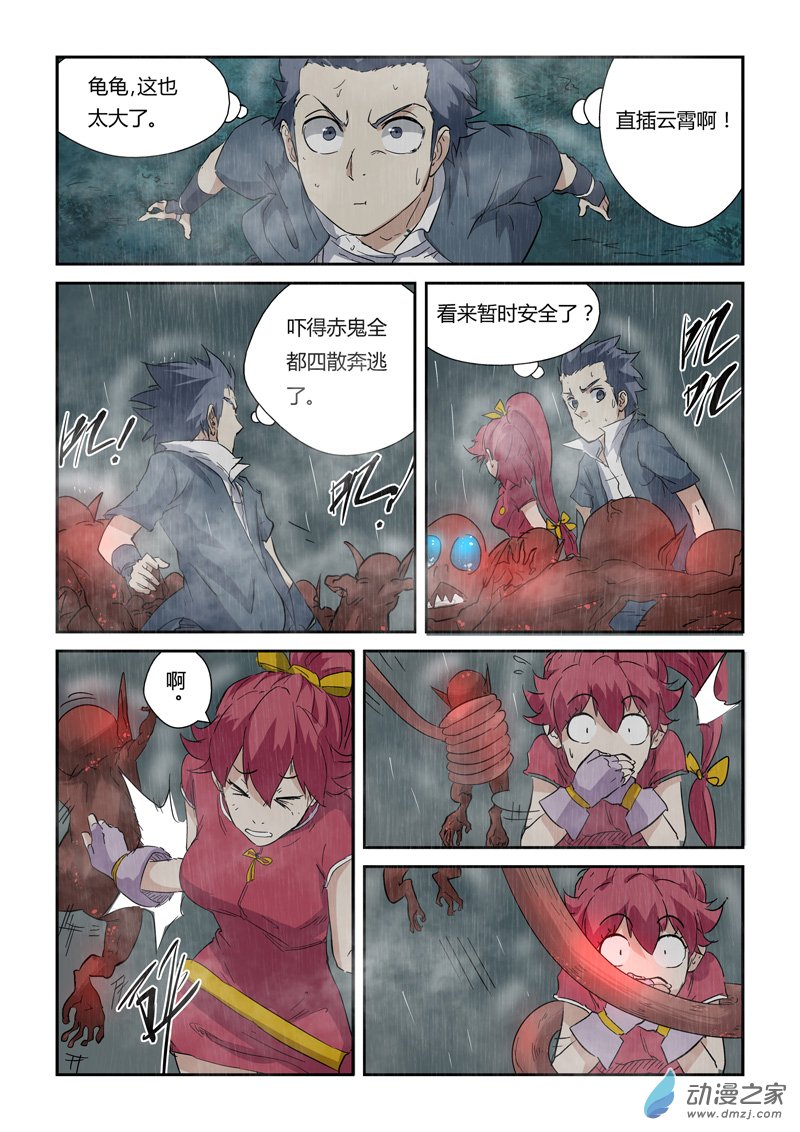 龟龟,这也
太大了。
直插云霄啊！
吓得赤鬼全
都四散奔逃
了。
看来暂时安全了？
啊。
动漫之家
www.dmzj.com